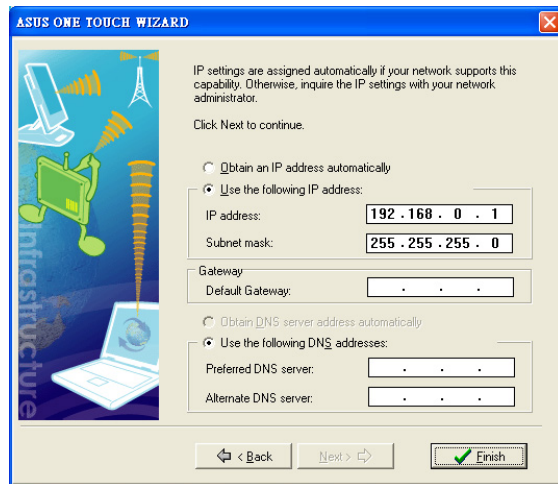 ASUS ONE TOUCH WIZARD
IP settings are assigned automatically if your network supports this
capability. Otherwise, inquire the IP settings with your network
administrator.
Click Next to continue.
Obtain an IP address automatically
Use the following IP address:
IP address: 192 . 168 . 0 . 1
Subnet mask: 255 . 255 . 255 . 0
Gateway
Default Gateway: . . .
Obtain DNS server address automatically
Use the following DNS addresses:
Preferred DNS server: . . .
Alternate DNS server: . . .
Infrastructure
< Back
Next >
Finish